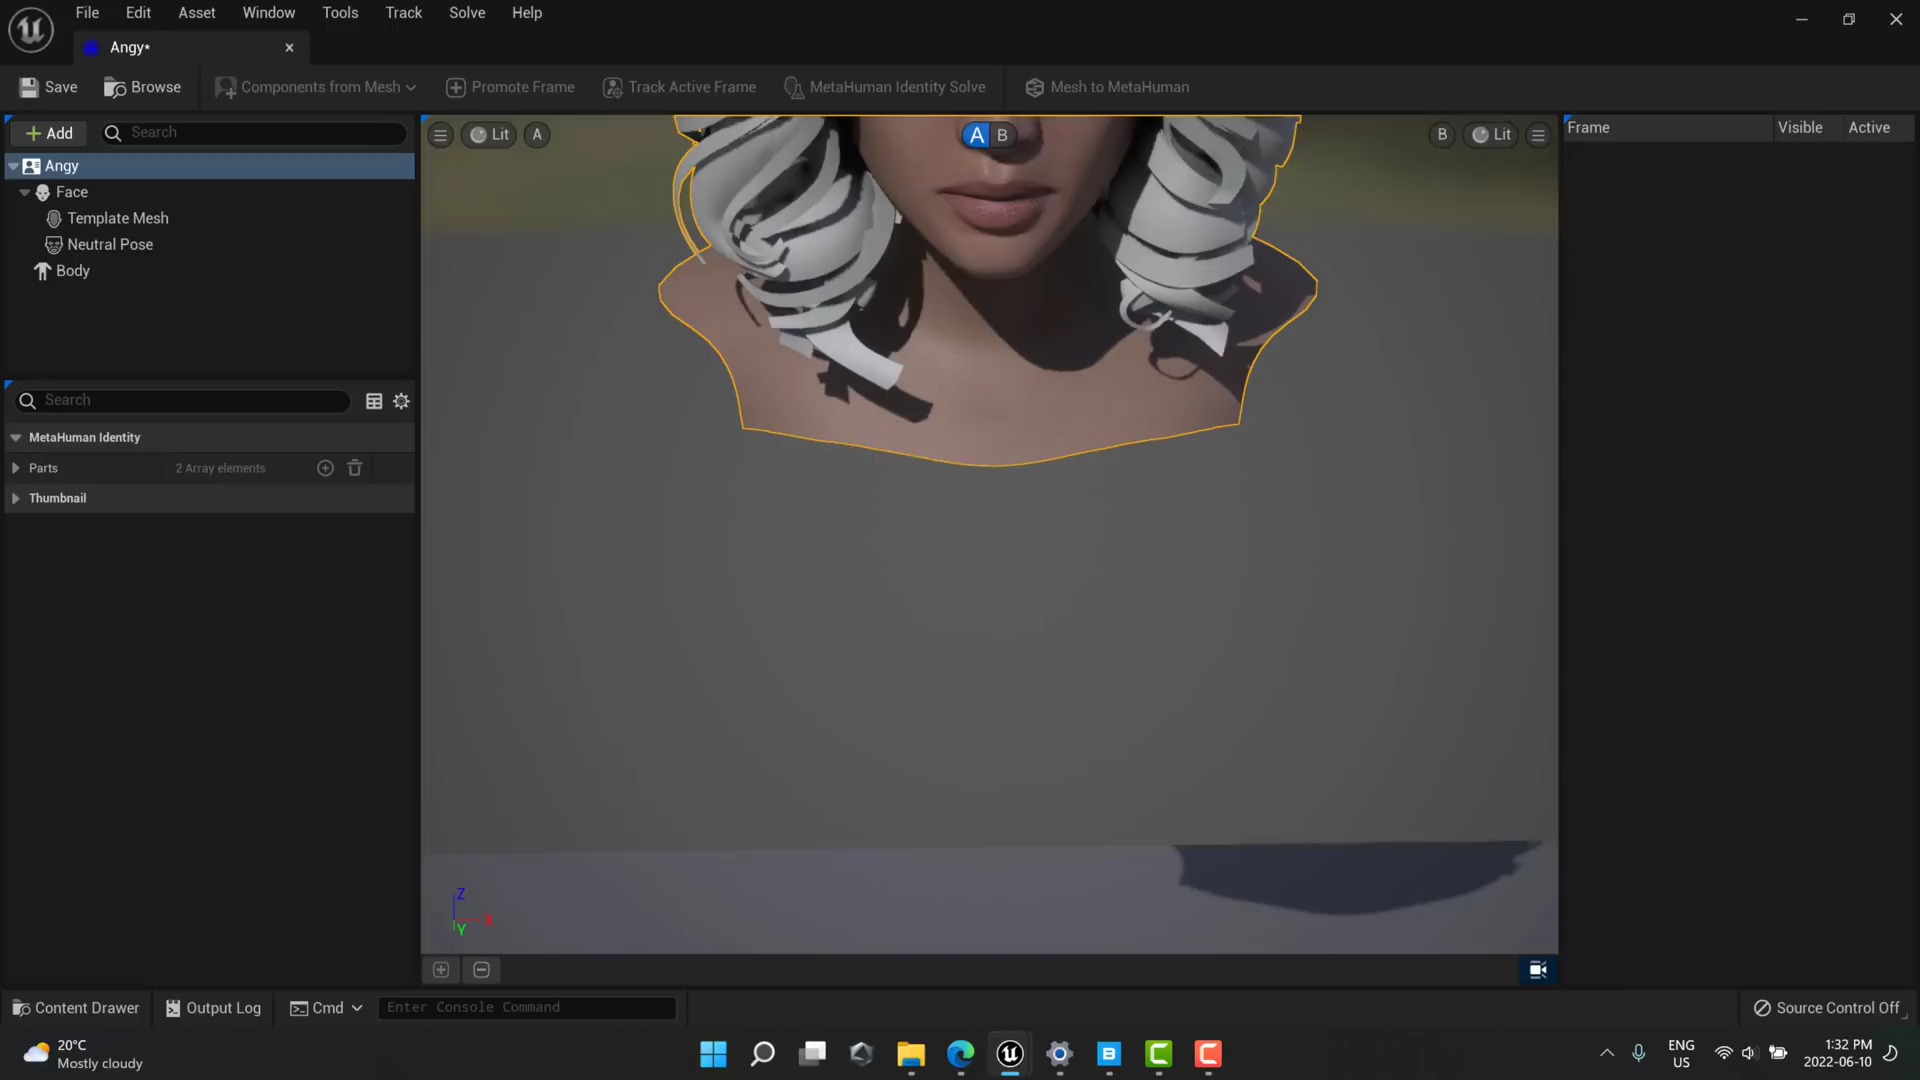 File Edit Asset Window Tools Track Solve Help
Angy*
Save Browse Components from Mesh Promote Frame Track Active Frame MetaHuman Identity Solve Mesh to MetaHuman
Add Search
Lit A
A B
B Lit
Frame Visible Active
Angy
Face
Template Mesh
Neutral Pose
Body
Search
MetaHuman Identity
Parts 2 Array elements
Thumbnail
Z
X
Y
Content Drawer Output Log Cmd Enter Console Command Source Control Off
20°C
Mostly cloudy
ENG
US
1:32 PM
2022-06-10